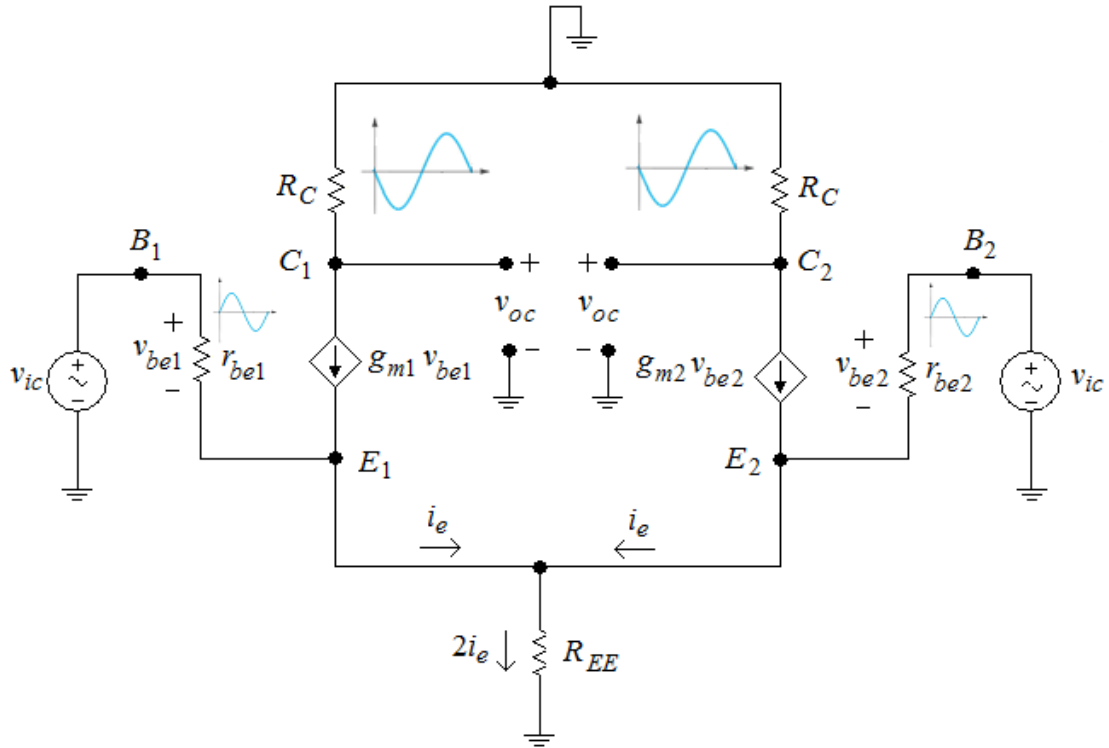 R_C
R_C
B_1
C_1
+
+
C_2
B_2
+
v_be1
−
r_be1
v_oc
v_oc
+
v_be2
−
r_be2
v_ic
+
−
g_m1 v_be1
−
−
g_m2 v_be2
+
−
v_ic
E_1
E_2
i_e
i_e
2i_e
R_EE